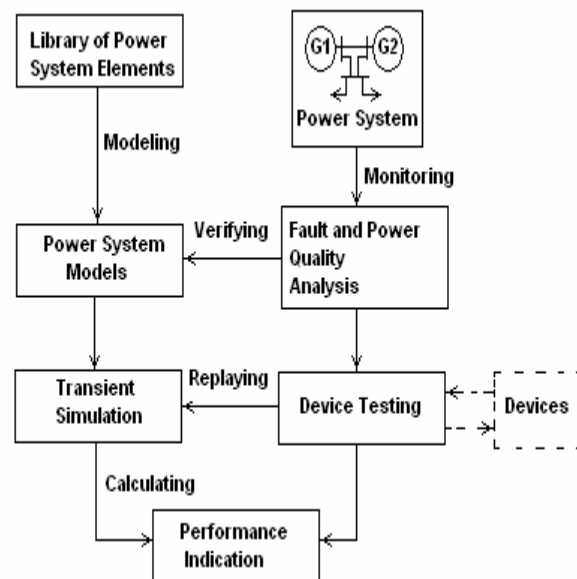 Library of Power
System Elements
G1 G2
Power System
Modeling
Monitoring
Power System
Models
Verifying
Fault and Power
Quality
Analysis
Transient
Simulation
Replaying
Device Testing
Devices
Calculating
Performance
Indication